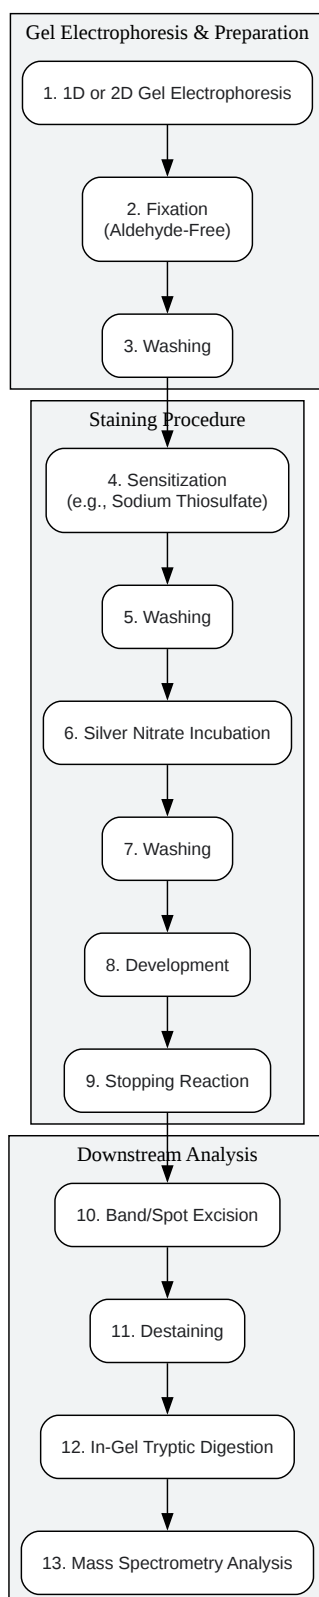 Gel Electrophoresis & Preparation
1. 1D or 2D Gel Electrophoresis
2. Fixation
(Aldehyde-Free)
3. Washing
Staining Procedure
4. Sensitization
(e.g., Sodium Thiosulfate)
5. Washing
6. Silver Nitrate Incubation
7. Washing
8. Development
9. Stopping Reaction
Downstream Analysis
10. Band/Spot Excision
11. Destaining
12. In-Gel Tryptic Digestion
13. Mass Spectrometry Analysis